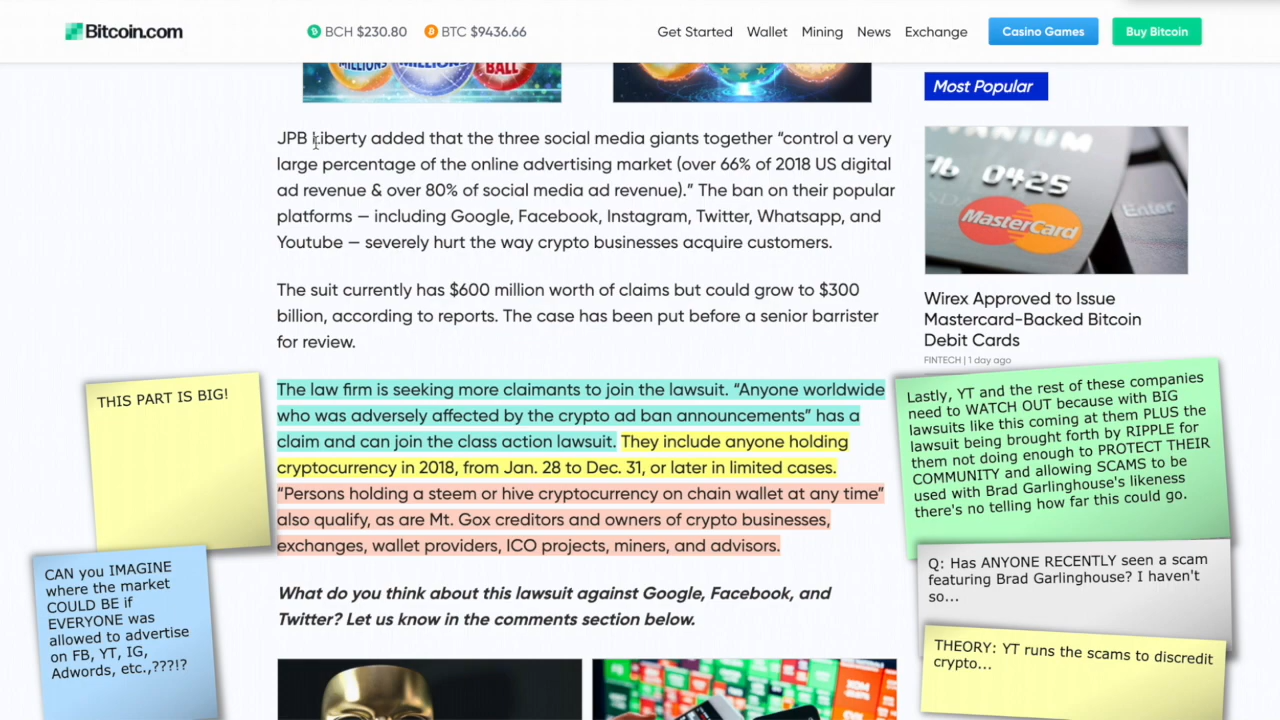 Bitcoin.com
BCH $230.80
BTC $9436.66
Get Started
Wallet
Mining
News
Exchange
Casino Games
Buy Bitcoin
MILLIONS
BALL
JPB Liberty added that the three social media giants together “control a very
large percentage of the online advertising market (over 66% of 2018 US digital
ad revenue & over 80% of social media ad revenue).” The ban on their popular
platforms – including Google, Facebook, Instagram, Twitter, Whatsapp, and
Youtube – severely hurt the way crypto businesses acquire customers.
The suit currently has $600 million worth of claims but could grow to $300
billion, according to reports. The case has been put before a senior barrister
for review.
The law firm is seeking more claimants to join the lawsuit. “Anyone worldwide
who was adversely affected by the crypto ad ban announcements” has a
claim and can join the class action lawsuit. They include anyone holding
cryptocurrency in 2018, from Jan. 28 to Dec. 31, or later in limited cases.
“Persons holding a steem or hive cryptocurrency on chain wallet at any time”
also qualify, as are Mt. Gox creditors and owners of crypto businesses,
exchanges, wallet providers, ICO projects, miners, and advisors.
What do you think about this lawsuit against Google, Facebook, and
Twitter? Let us know in the comments section below.
THIS PART IS BIG!
CAN you IMAGINE
where the market
COULD BE if
EVERYONE was
allowed to advertise
on FB, YT, IG,
Adwords, etc.,???!?
Most Popular
0425
MasterCard
Enter
Wirex Approved to Issue
Mastercard-Backed Bitcoin
Debit Cards
FINTECH | 1 day ago
Lastly, YT and the rest of these companies
need to WATCH OUT because with BIG
lawsuits like this coming at them PLUS the
lawsuit being brought forth by RIPPLE for
them not doing enough to PROTECT THEIR
COMMUNITY and allowing SCAMS to be
used with Brad Garlinghouse's likeness
there's no telling how far this could go.
Q: Has ANYONE RECENTLY seen a scam
featuring Brad Garlinghouse? I haven't
so...
THEORY: YT runs the scams to discredit
crypto...